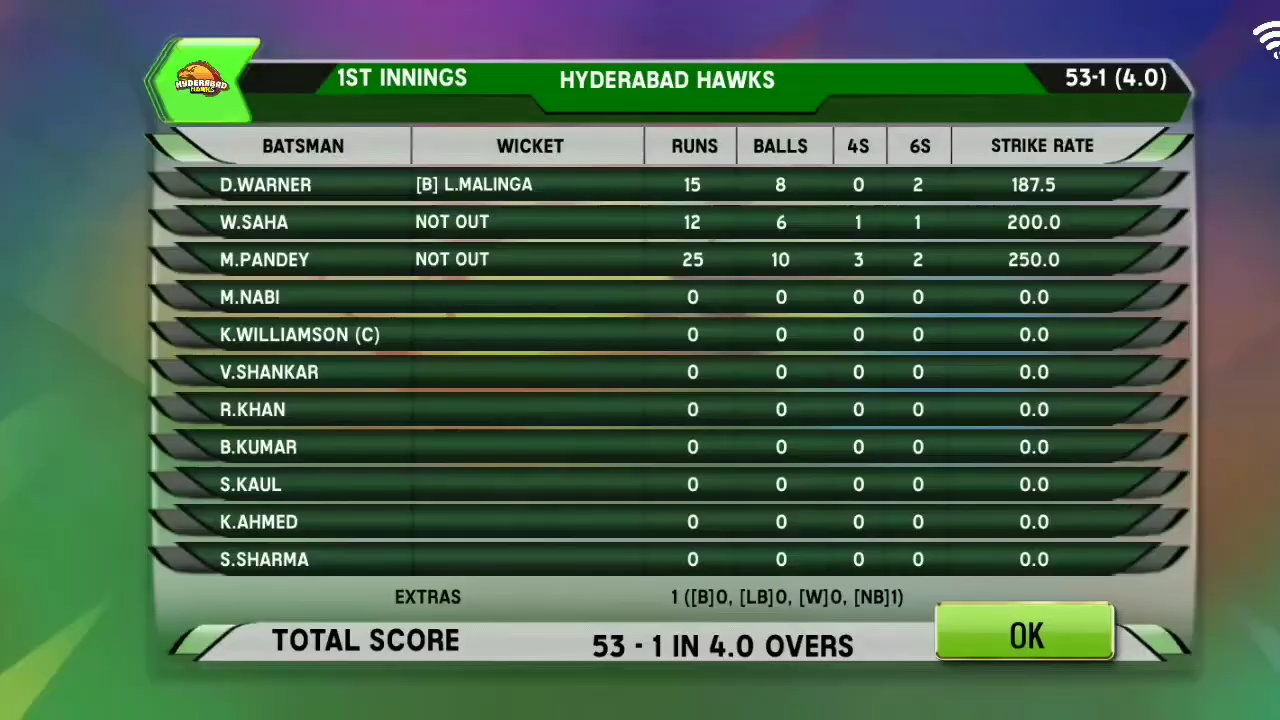 HYDERABAD HAWKS
1ST INNINGS HYDERABAD HAWKS 53-1 (4.0)
BATSMAN WICKET RUNS BALLS 4S 6S STRIKE RATE
D.WARNER [B] L.MALINGA 15 8 0 2 187.5
W.SAHA NOT OUT 12 6 1 1 200.0
M.PANDEY NOT OUT 25 10 3 2 250.0
M.NABI 0 0 0 0 0.0
K.WILLIAMSON (C) 0 0 0 0 0.0
V.SHANKAR 0 0 0 0 0.0
R.KHAN 0 0 0 0 0.0
B.KUMAR 0 0 0 0 0.0
S.KAUL 0 0 0 0 0.0
K.AHMED 0 0 0 0 0.0
S.SHARMA 0 0 0 0 0.0
EXTRAS 1 ([B]0, [LB]0, [W]0, [NB]1)
TOTAL SCORE 53 - 1 IN 4.0 OVERS OK